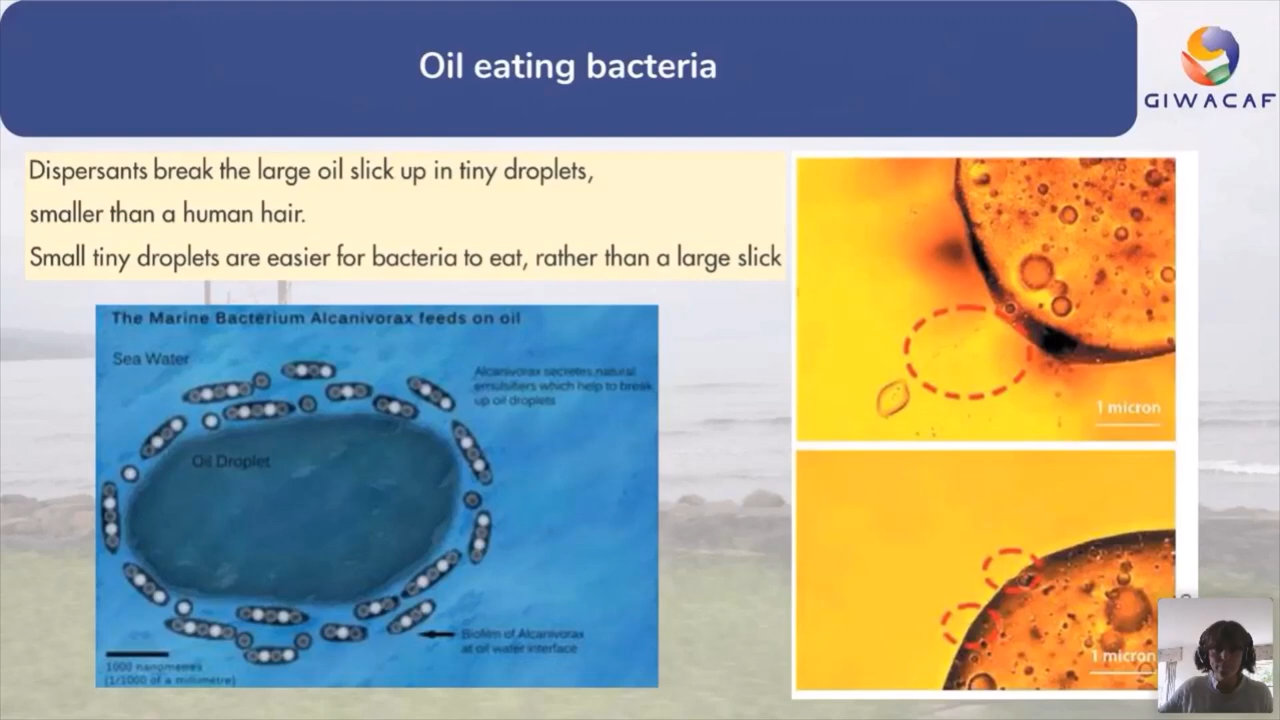 Oil eating bacteria
GIWACAF
Dispersants break the large oil slick up in tiny droplets,
smaller than a human hair.
Small tiny droplets are easier for bacteria to eat, rather than a large slick
The Marine Bacterium Alcanivorax feeds on oil
Sea Water
Alcanivorax secretes natural
emulsifiers which help to break
up oil droplets
Oil Droplet
Biofilm of Alcanivorax
at oil water interface
1000 nanometres
(1/1000 of a millimetre)
1 micron
1 micron